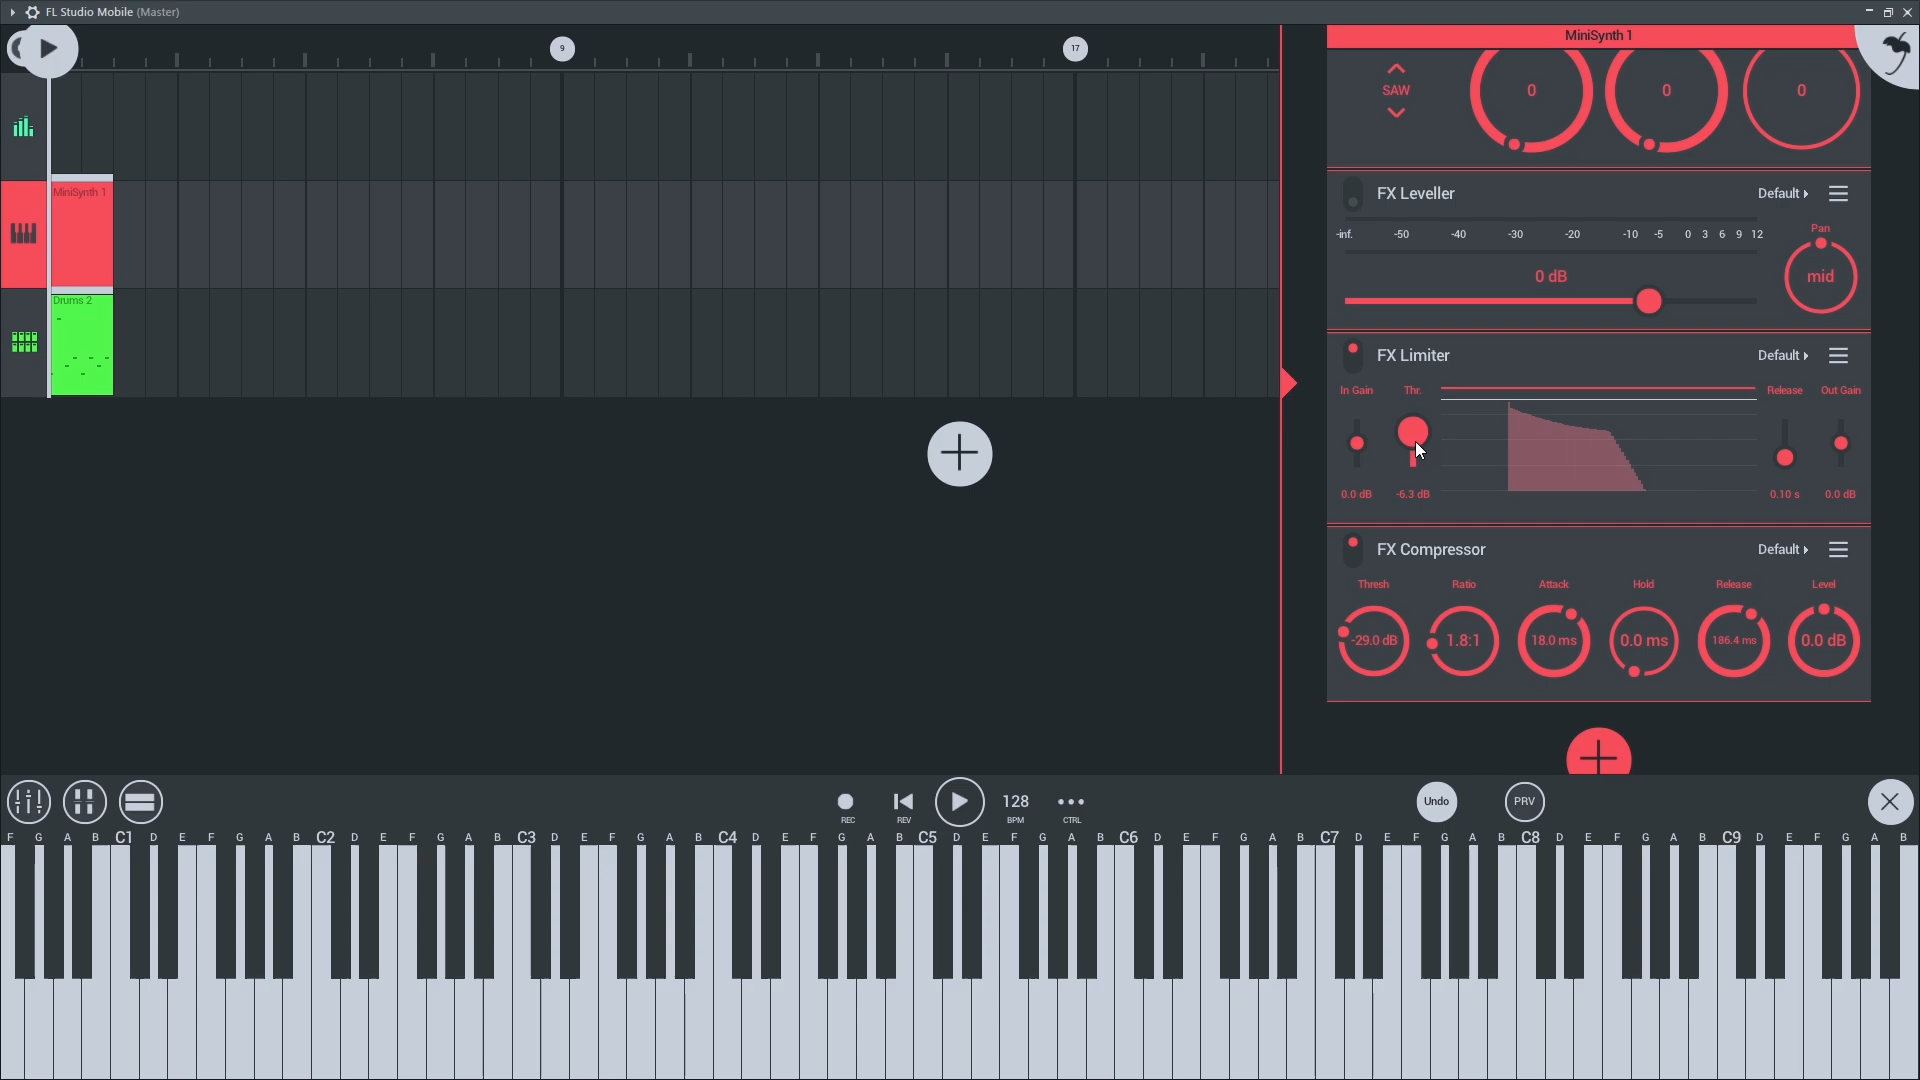 FL Studio Mobile (Master)
9
17
MiniSynth 1
SAW
0
0
0
MiniSynth 1
Drums 2
FX Leveller
Default
-inf.
-50
-40
-30
-20
-10
-5
0
3
6
9
12
Pan
0 dB
mid
FX Limiter
Default
In Gain
Thr.
Release
Out Gain
0.0 dB
-6.3 dB
0.10 s
0.0 dB
FX Compressor
Default
Thresh
Ratio
Attack
Hold
Release
Level
-29.0 dB
1.8:1
18.0 ms
0.0 ms
186.4 ms
0.0 dB
REC
REV
128
BPM
CTRL
Undo
PRV
F G A B C1 D E F G A B C2 D E F G A B C3 D E F G A B C4 D E F G A B C5 D E F G A B C6 D E F G A B C7 D E F G A B C8 D E F G A B C9 D E F G A B